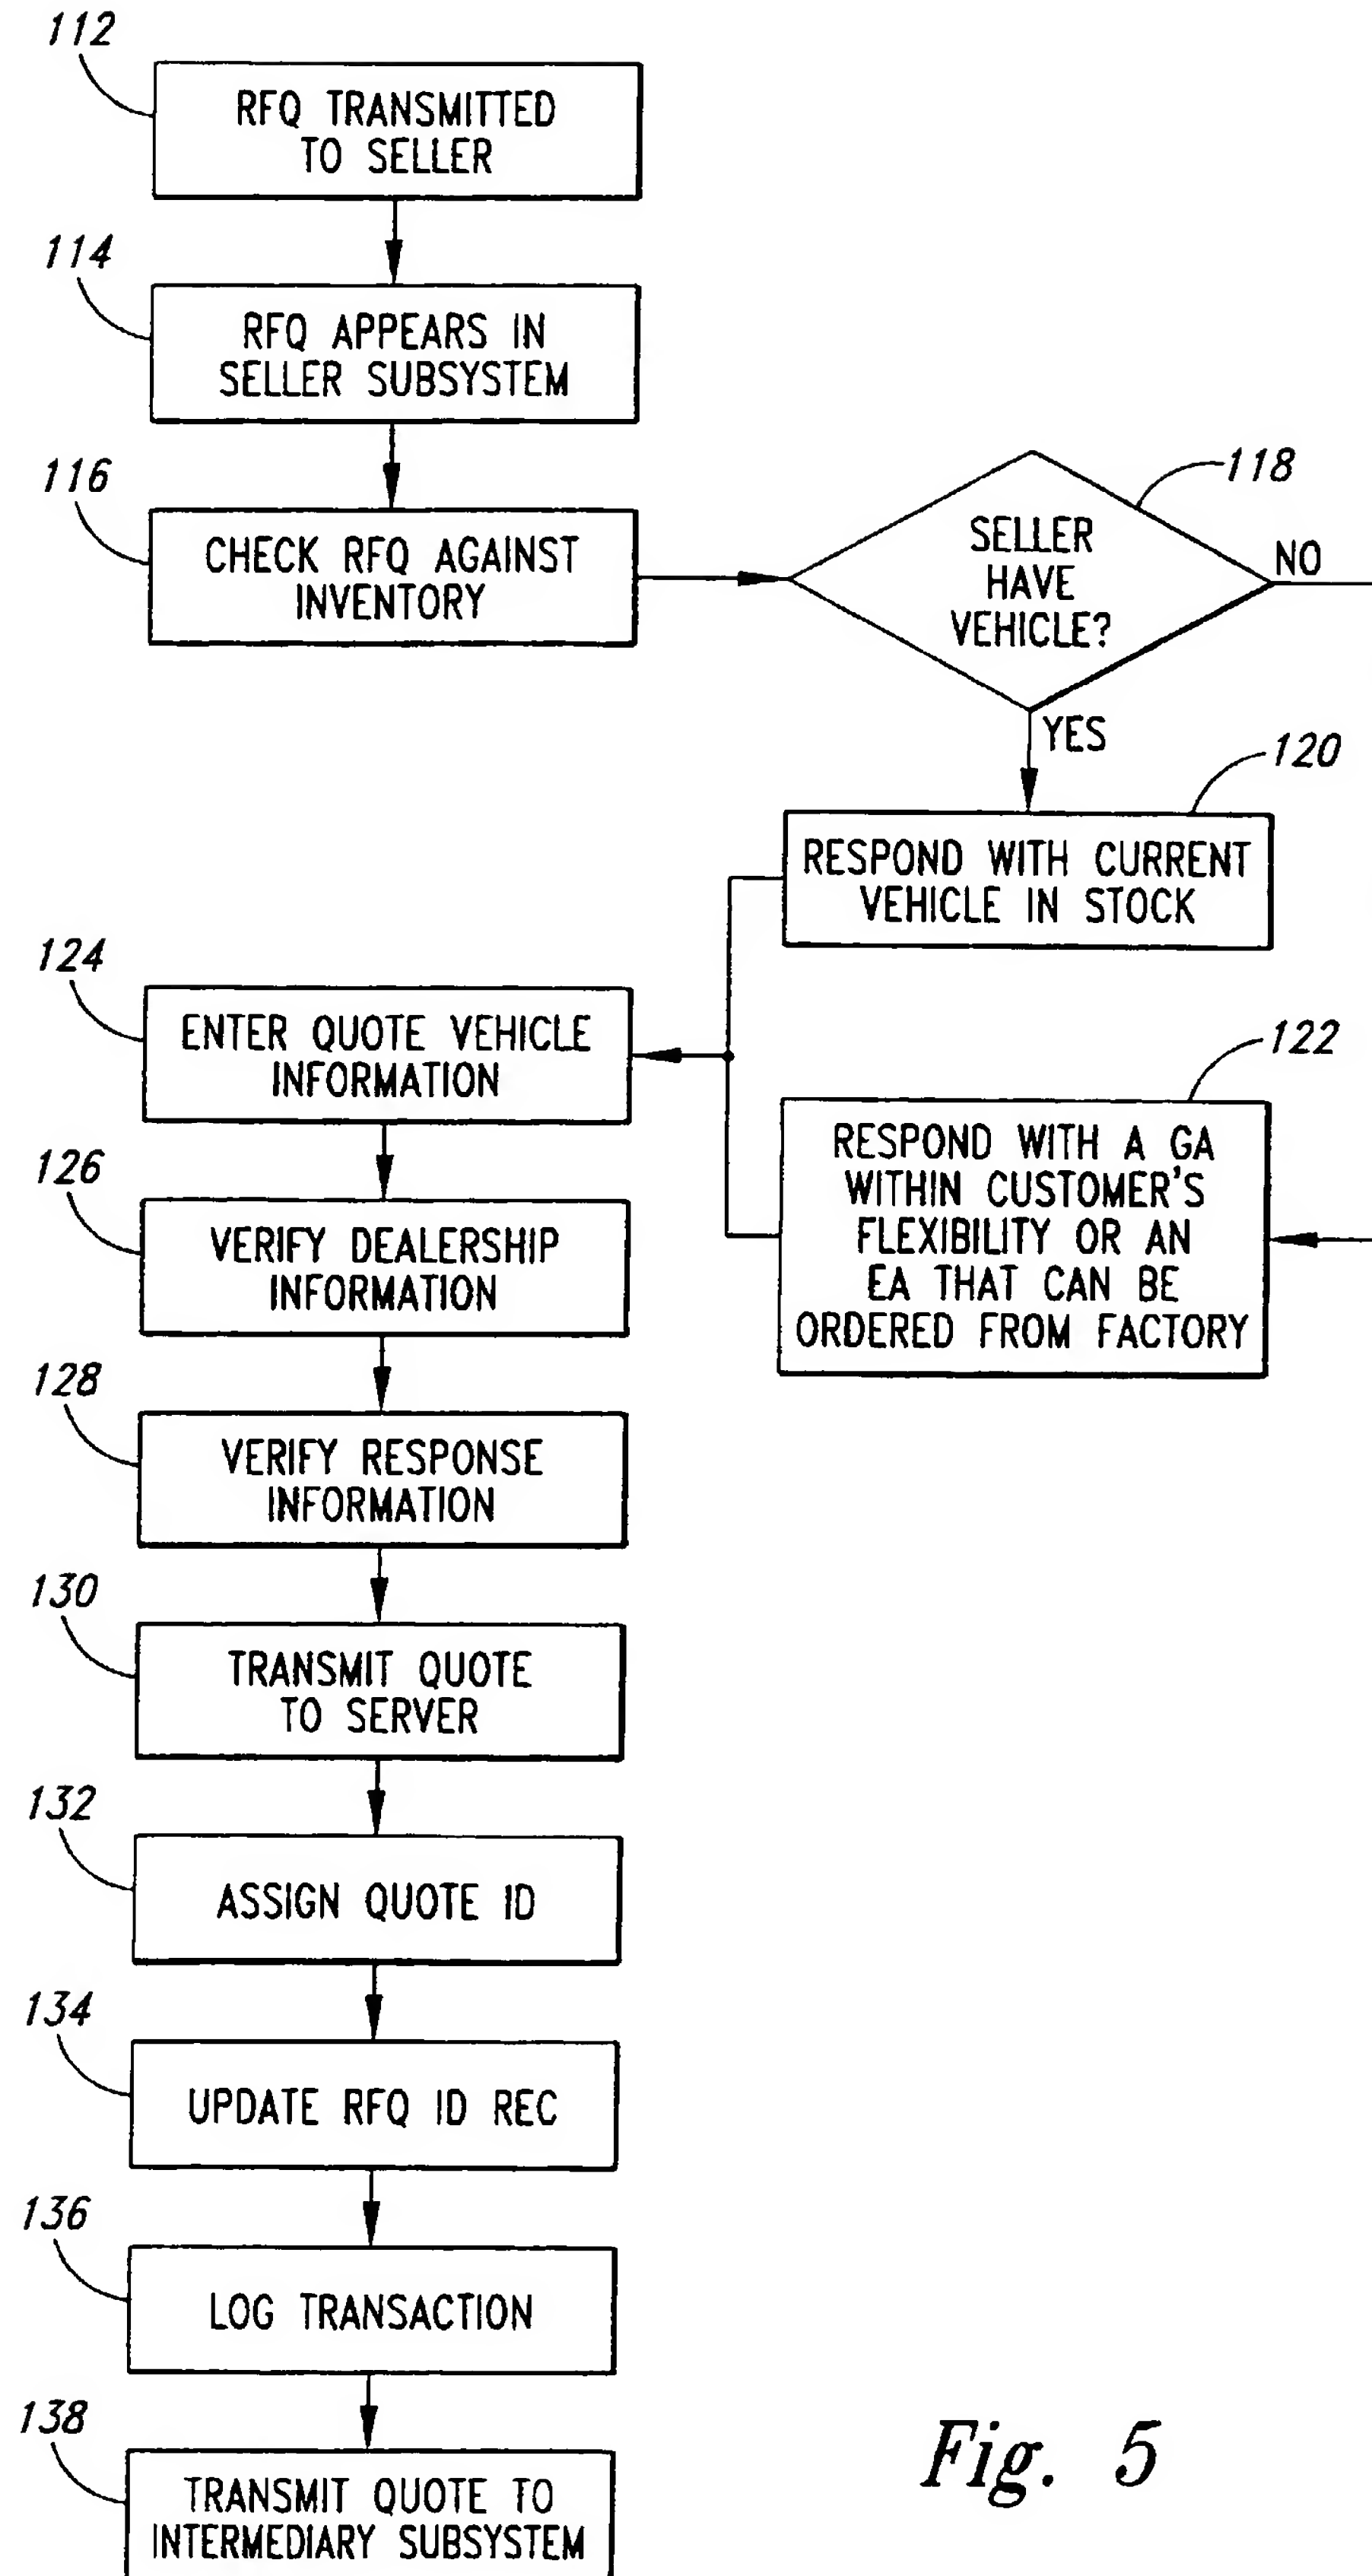 112
RFQ TRANSMITTED
TO SELLER
114
RFQ APPEARS IN
SELLER SUBSYSTEM
116
CHECK RFQ AGAINST
INVENTORY
118
SELLER
HAVE
VEHICLE?
NO
YES
120
RESPOND WITH CURRENT
VEHICLE IN STOCK
122
RESPOND WITH A GA
WITHIN CUSTOMER'S
FLEXIBILITY OR AN
EA THAT CAN BE
ORDERED FROM FACTORY
124
ENTER QUOTE VEHICLE
INFORMATION
126
VERIFY DEALERSHIP
INFORMATION
128
VERIFY RESPONSE
INFORMATION
130
TRANSMIT QUOTE
TO SERVER
132
ASSIGN QUOTE ID
134
UPDATE RFQ ID REC
136
LOG TRANSACTION
138
TRANSMIT QUOTE TO
INTERMEDIARY SUBSYSTEM
Fig. 5